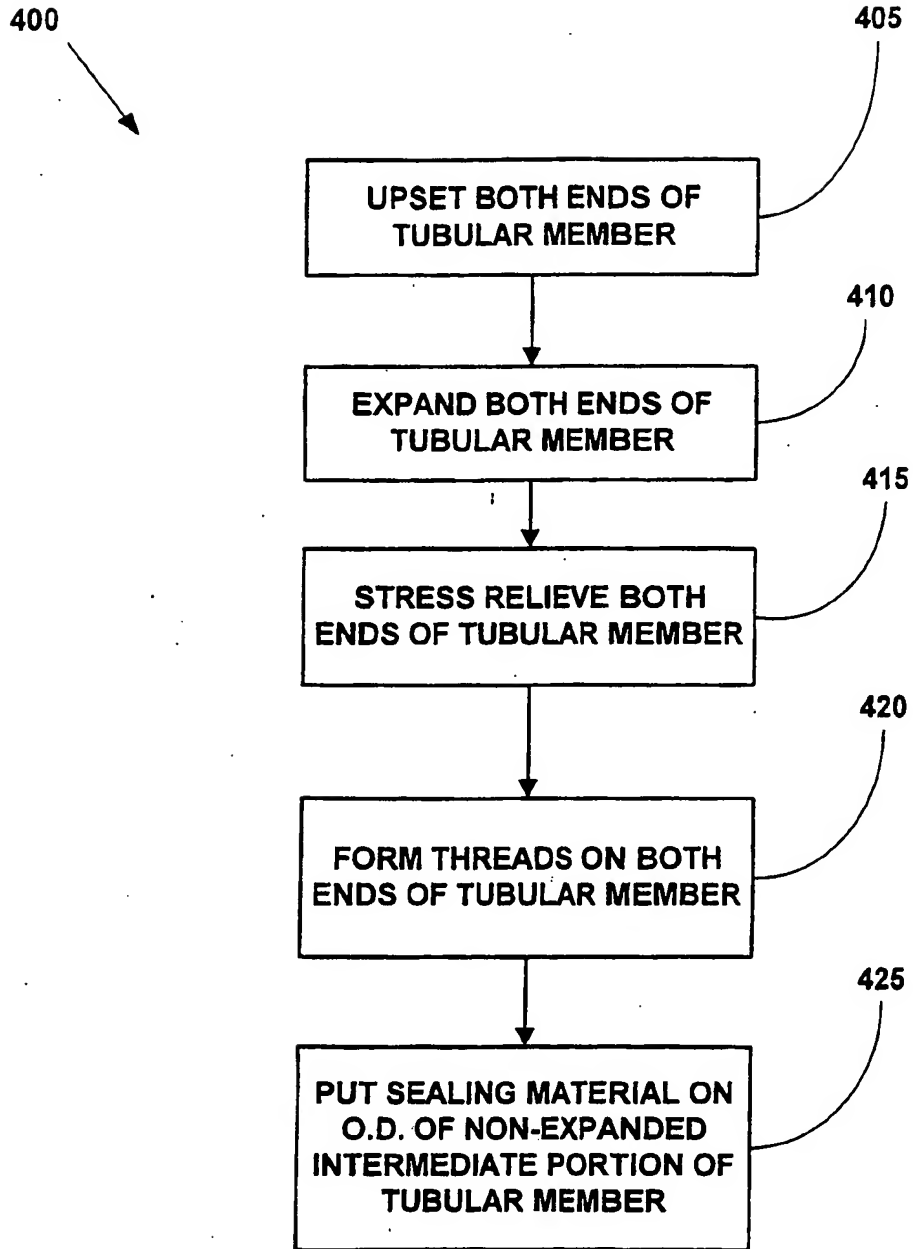 400
405
UPSET BOTH ENDS OF
TUBULAR MEMBER
410
EXPAND BOTH ENDS OF
TUBULAR MEMBER
415
STRESS RELIEVE BOTH
ENDS OF TUBULAR MEMBER
420
FORM THREADS ON BOTH
ENDS OF TUBULAR MEMBER
425
PUT SEALING MATERIAL ON
O.D. OF NON-EXPANDED
INTERMEDIATE PORTION OF
TUBULAR MEMBER